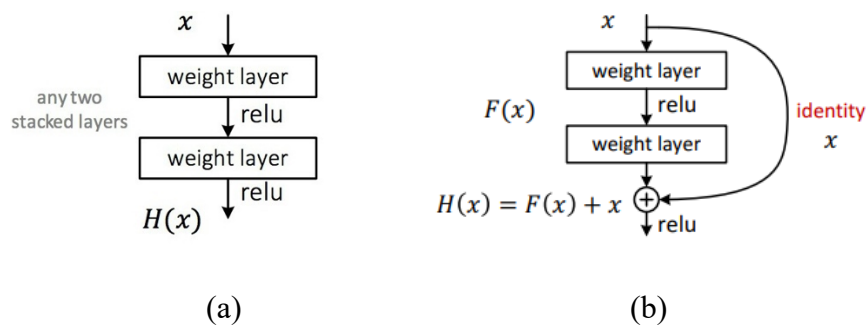 x
weight layer
any two
stacked layers
relu
weight layer
relu
H(x)
(a)
x
weight layer
F(x)
relu
identity
x
weight layer
H(x) = F(x) + x
relu
(b)